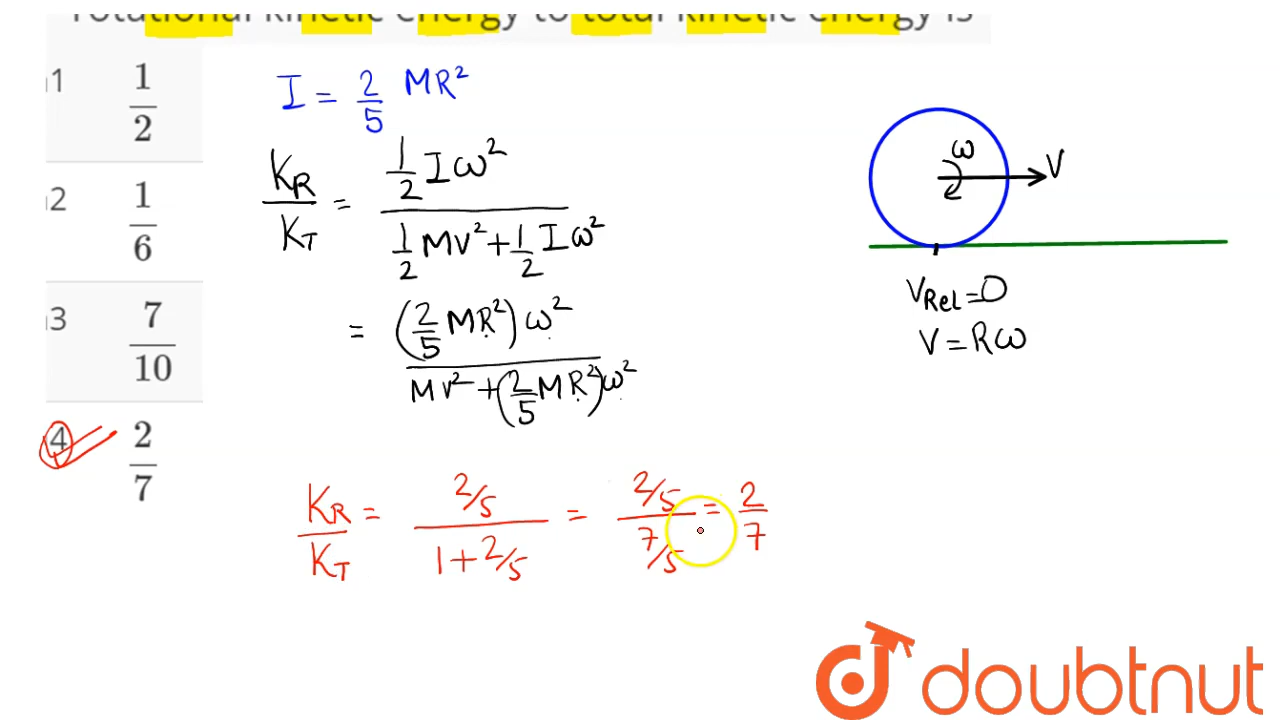 rotational kinetic energy to total kinetic energy is
1 1/2
2 1/6
3 7/10
4 2/7
I = 2/5 MR²
K_R/K_T = (1/2 Iω²)/(1/2 MV² + 1/2 Iω²)
= ((2/5 MR²) ω²)/(MV² + (2/5 MR²) ω²)
K_R/K_T = (2/5)/(1 + 2/5) = (2/5)/(7/5) = 2/7
ω
V
V_Rel = 0
V = Rω
doubtnut